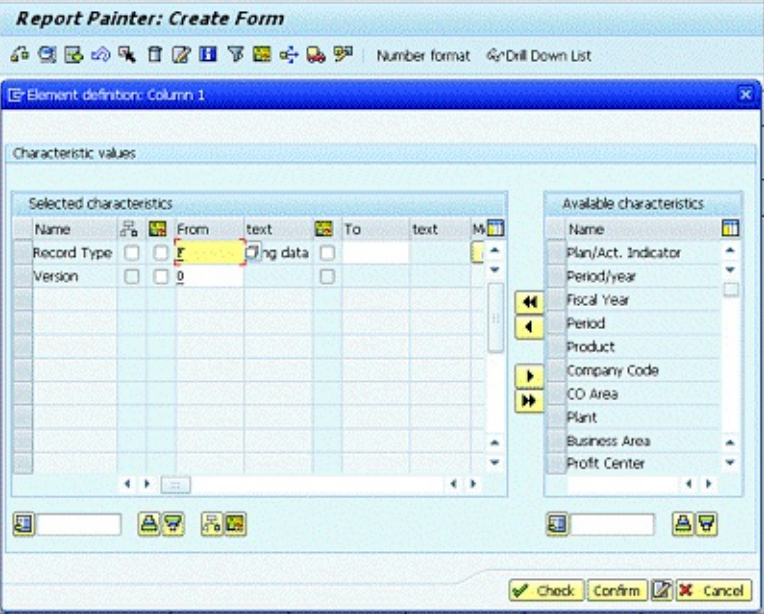 Report Painter: Create Form
Number format Drill Down List
Element definition: Column 1
Characteristic values
Selected characteristics
Name From text To text M
Record Type F ng data
Version 0
Available characteristics
Name
Plan/Act. Indicator
Period/year
Fiscal Year
Period
Product
Company Code
CO Area
Plant
Business Area
Profit Center
Check Confirm Cancel